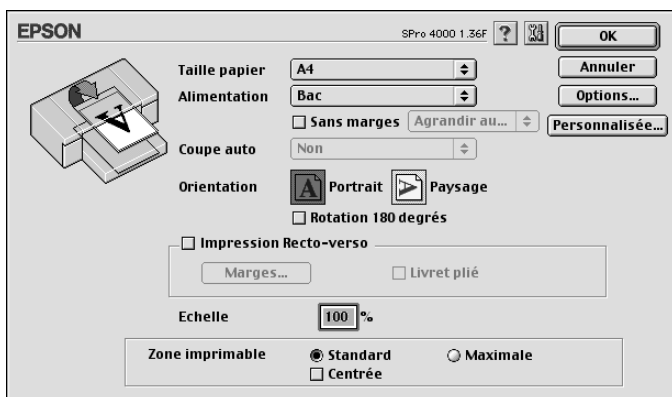 EPSON
SPro 4000 1.36F ?
OK
Taille papier A4
Annuler
Alimentation Bac
Options...
Sans marges Agrandir au...
Personnalisée...
Coupe auto Non
Orientation A Portrait A Paysage
Rotation 180 degrés
Impression Recto-verso
Marges... Livret plié
Echelle 100 %
Zone imprimable Standard Maximale
Centrée